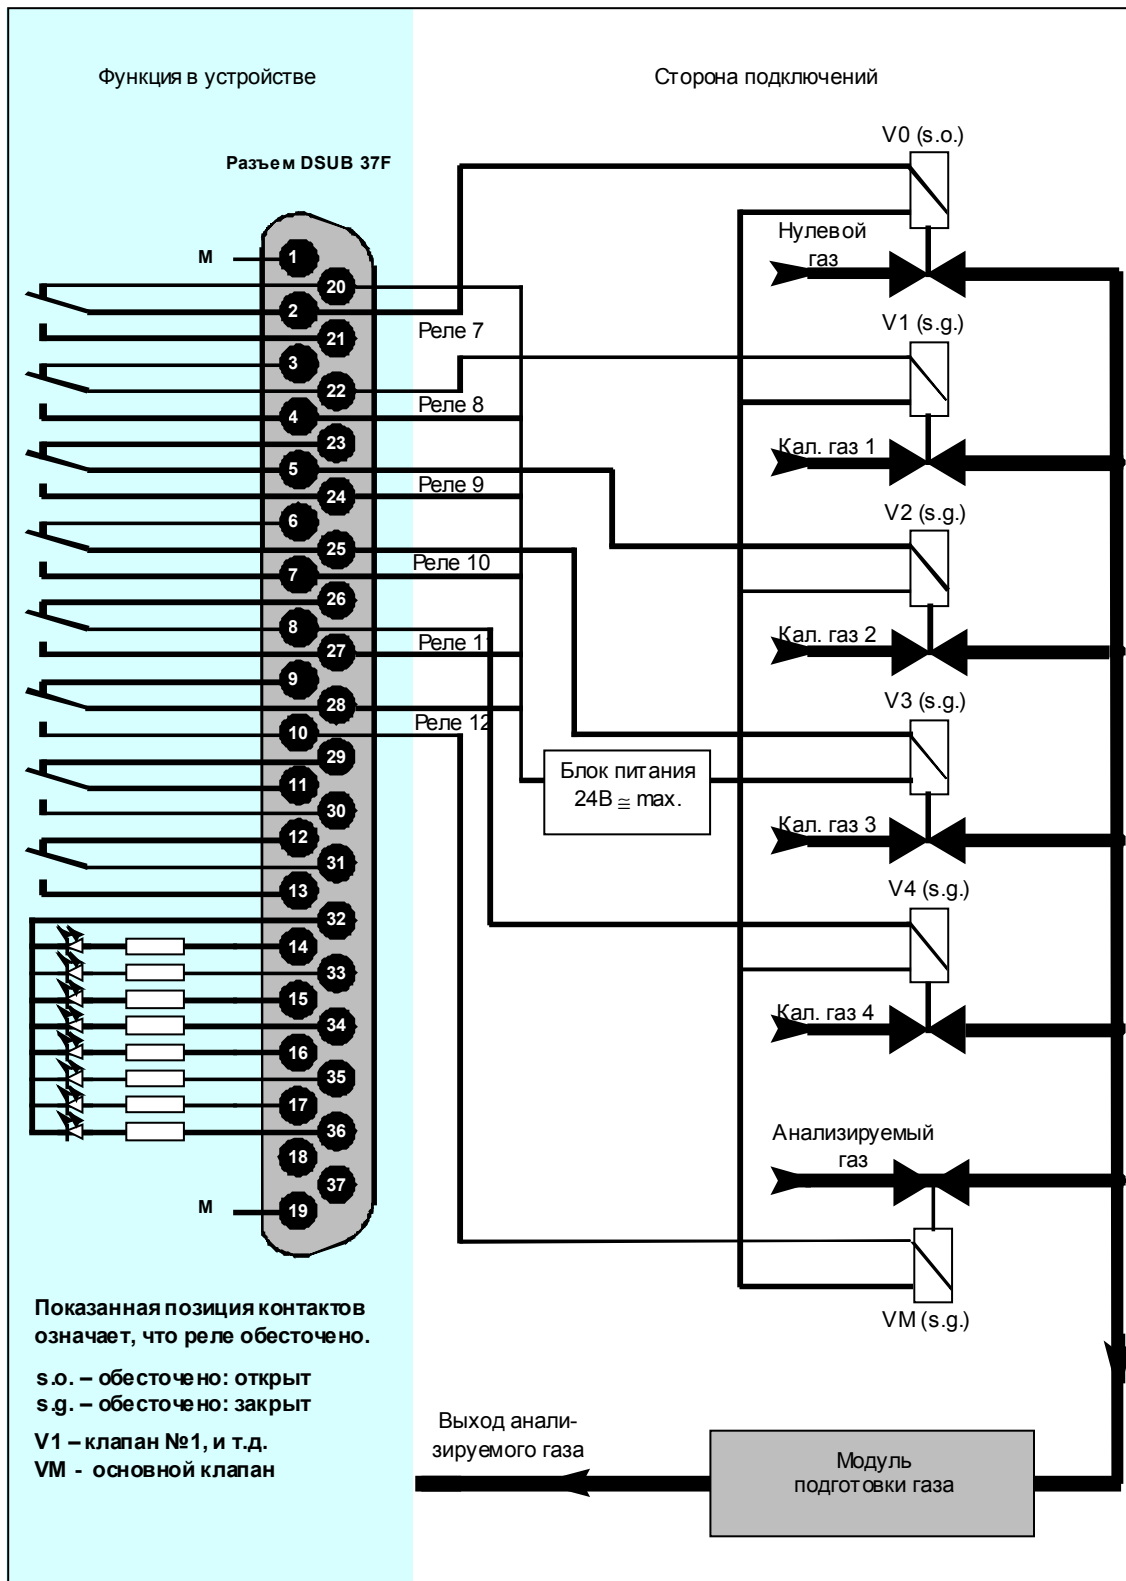 Функция в устройстве
Сторона подключений
Разъем DSUB 37F
V0 (s.o.)
Нулевой
газ
M
1
20
2
Реле 7
21
V1 (s.g.)
3
22
Реле 8
4
23
Кал. газ 1
5
Реле 9
24
V2 (s.g.)
6
25
Реле 10
7
26
8
Кал. газ 2
Реле 11
27
9
V3 (s.g.)
28
Реле 12
10
29
Блок питания
24В ≅ max.
11
30
Кал. газ 3
12
31
13
V4 (s.g.)
32
14
33
15
Кал. газ 4
34
16
35
17
36
Анализируемый
газ
18
37
M
19
VM (s.g.)
Показанная позиция контактов
означает, что реле обесточено.
s.o. – обесточено: открыт
s.g. – обесточено: закрыт
V1 – клапан №1, и т.д.
VM - основной клапан
Выход анали-
зируемого газа
Модуль
подготовки газа